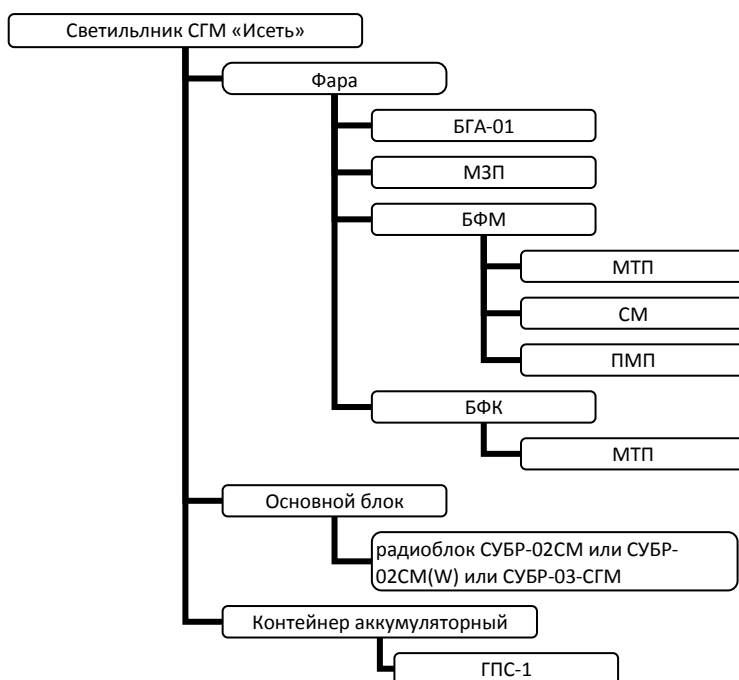 Светильлник СГМ «Исеть»
Фара
БГА-01
МЗП
БФМ
МТП
СМ
ПМП
БФК
МТП
Основной блок
радиоблок СУБР-02СМ или СУБР-
02СМ(W) или СУБР-03-СГМ
Контейнер аккумуляторный
ГПС-1